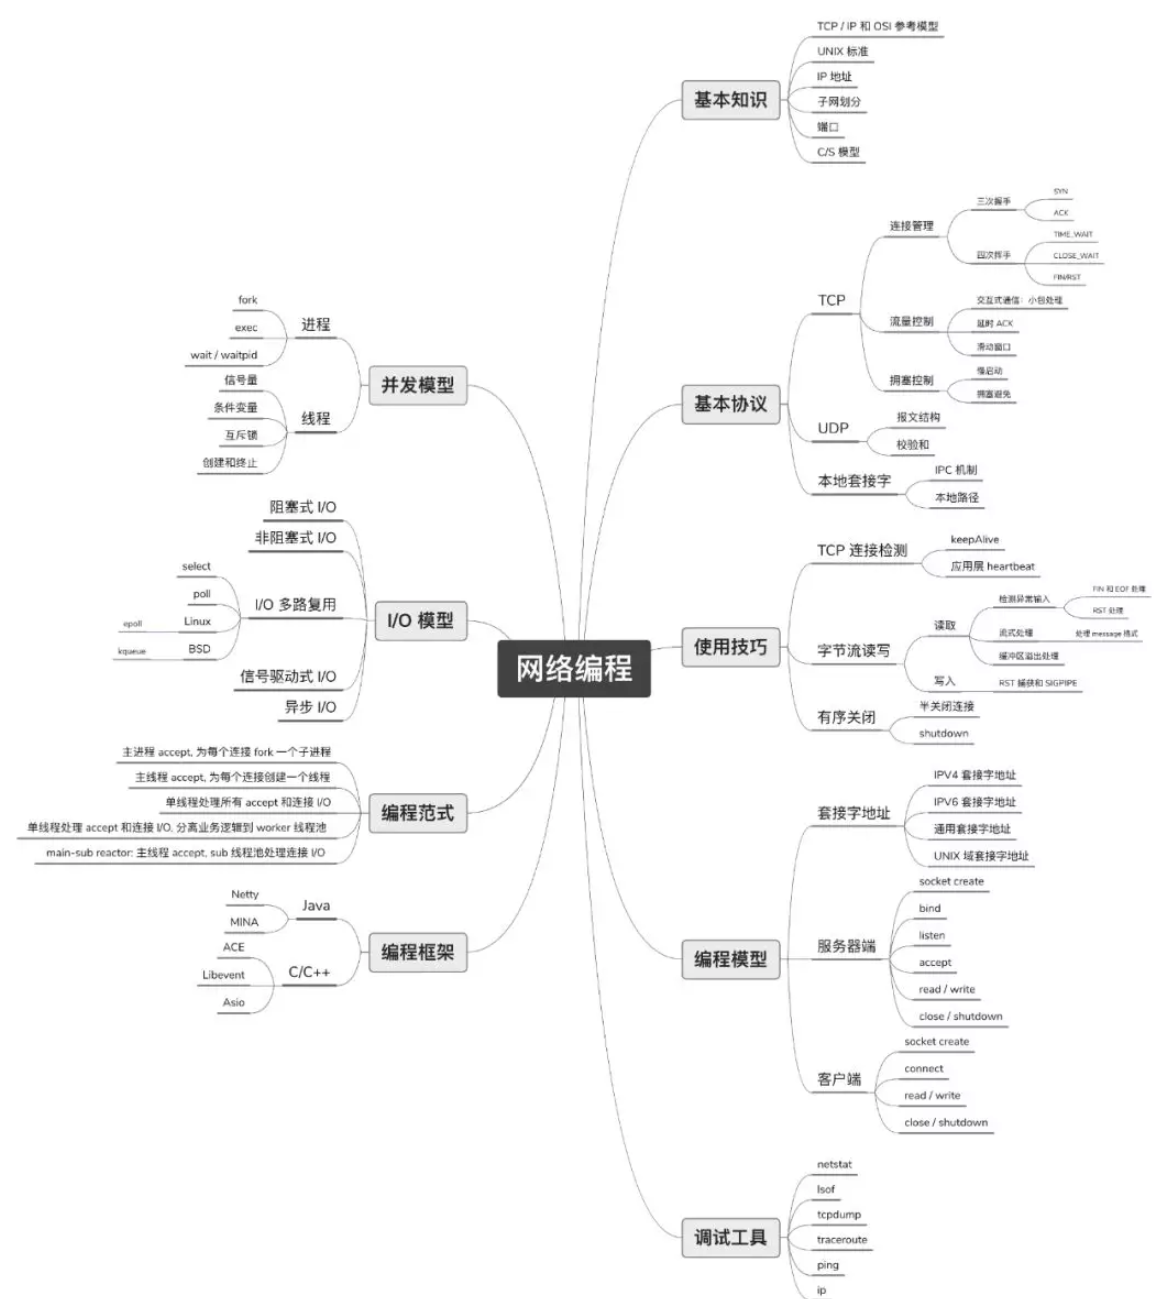 网络编程
基本知识
TCP / IP 和 OSI 参考模型
UNIX 标准
IP 地址
子网划分
端口
C/S 模型
基本协议
TCP
连接管理
三次握手
SYN
ACK
四次挥手
TIME_WAIT
CLOSE_WAIT
FIN/RST
流量控制
交互式通信：小包处理
延时 ACK
滑动窗口
拥塞控制
慢启动
拥塞避免
UDP
报文结构
校验和
本地套接字
IPC 机制
本地路径
使用技巧
TCP 连接检测
keepAlive
应用层 heartbeat
字节流读写
读取
检测异常输入
FIN 和 EOF 处理
RST 处理
流式处理
处理 message 格式
缓冲区溢出处理
写入
RST 捕获和 SIGPIPE
有序关闭
半关闭连接
shutdown
编程模型
套接字地址
IPV4 套接字地址
IPV6 套接字地址
通用套接字地址
UNIX 域套接字地址
服务器端
socket create
bind
listen
accept
read / write
close / shutdown
客户端
socket create
connect
read / write
close / shutdown
调试工具
netstat
lsof
tcpdump
traceroute
ping
ip
并发模型
进程
fork
exec
wait / waitpid
线程
信号量
条件变量
互斥锁
创建和终止
I/O 模型
阻塞式 I/O
非阻塞式 I/O
I/O 多路复用
select
poll
Linux
epoll
BSD
kqueue
信号驱动式 I/O
异步 I/O
编程范式
主进程 accept, 为每个连接 fork 一个子进程
主线程 accept, 为每个连接创建一个线程
单线程处理所有 accept 和连接 I/O
单线程处理 accept 和连接 I/O, 分离业务逻辑到 worker 线程池
main-sub reactor: 主线程 accept, sub 线程池处理连接 I/O
编程框架
Java
Netty
MINA
C/C++
ACE
Libevent
Asio